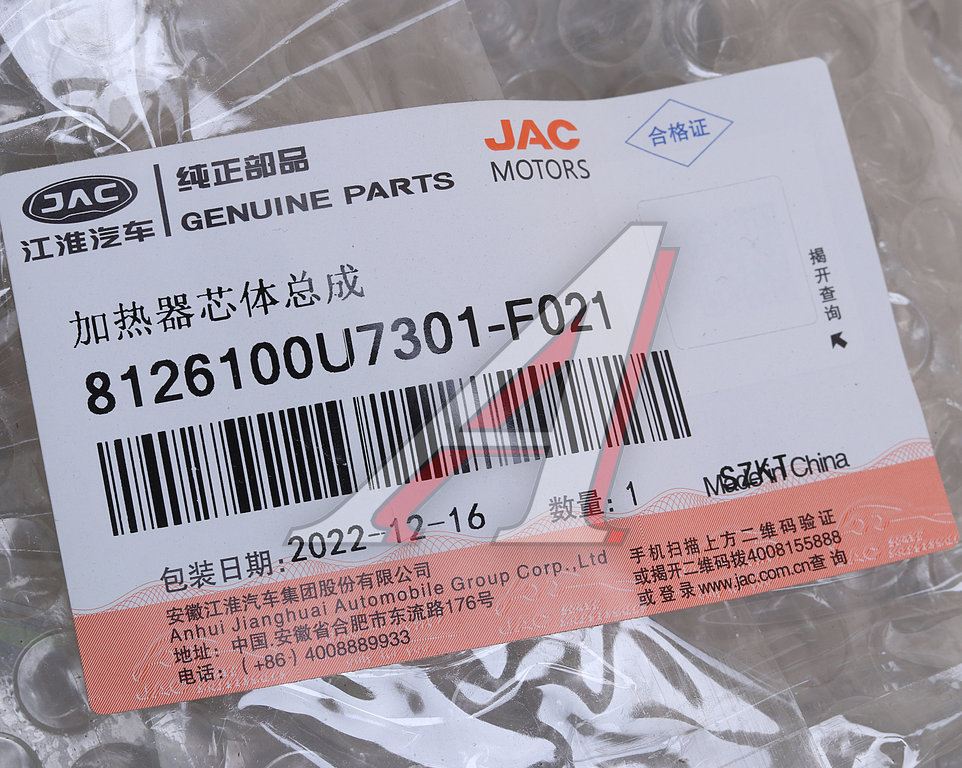 JAC
江淮汽车
纯正部品
GENUINE PARTS
JAC
MOTORS
合格证
揭开查询
加热器芯体总成
8126100U7301-F021
包装日期:2022-12-16
数量:1
SZKT
Made in China
安徽江淮汽车集团股份有限公司
Anhui Jianghuai Automobile Group Corp.,Ltd
地址:中国.安徽省合肥市东流路176号
电话:(+86)4008889933
手机扫描上方二维码验证
或揭开二维码拨4008155888
或登录www.jac.com.cn查询